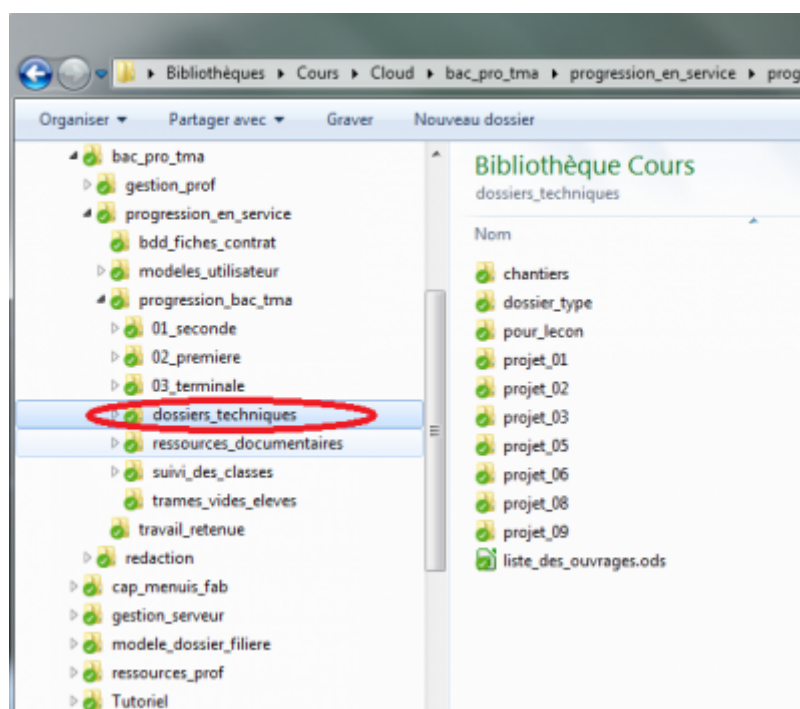 Bibliothèques Cours Cloud bac_pro_tma progression_en_service prog
Organiser Partager avec Graver Nouveau dossier
bac_pro_tma
gestion_prof
progression_en_service
bdd_fiches_contrat
modeles_utilisateur
progression_bac_tma
01_seconde
02_premiere
03_terminale
dossiers_techniques
ressources_documentaires
suivi_des_classes
trames_vides_eleves
travail_retenue
redaction
cap_menuis_fab
gestion_serveur
modele_dossier_filiere
ressources_prof
Tutoriel
Bibliothèque Cours
dossiers_techniques
Nom
chantiers
dossier_type
pour_lecon
projet_01
projet_02
projet_03
projet_05
projet_06
projet_08
projet_09
liste_des_ouvrages.ods